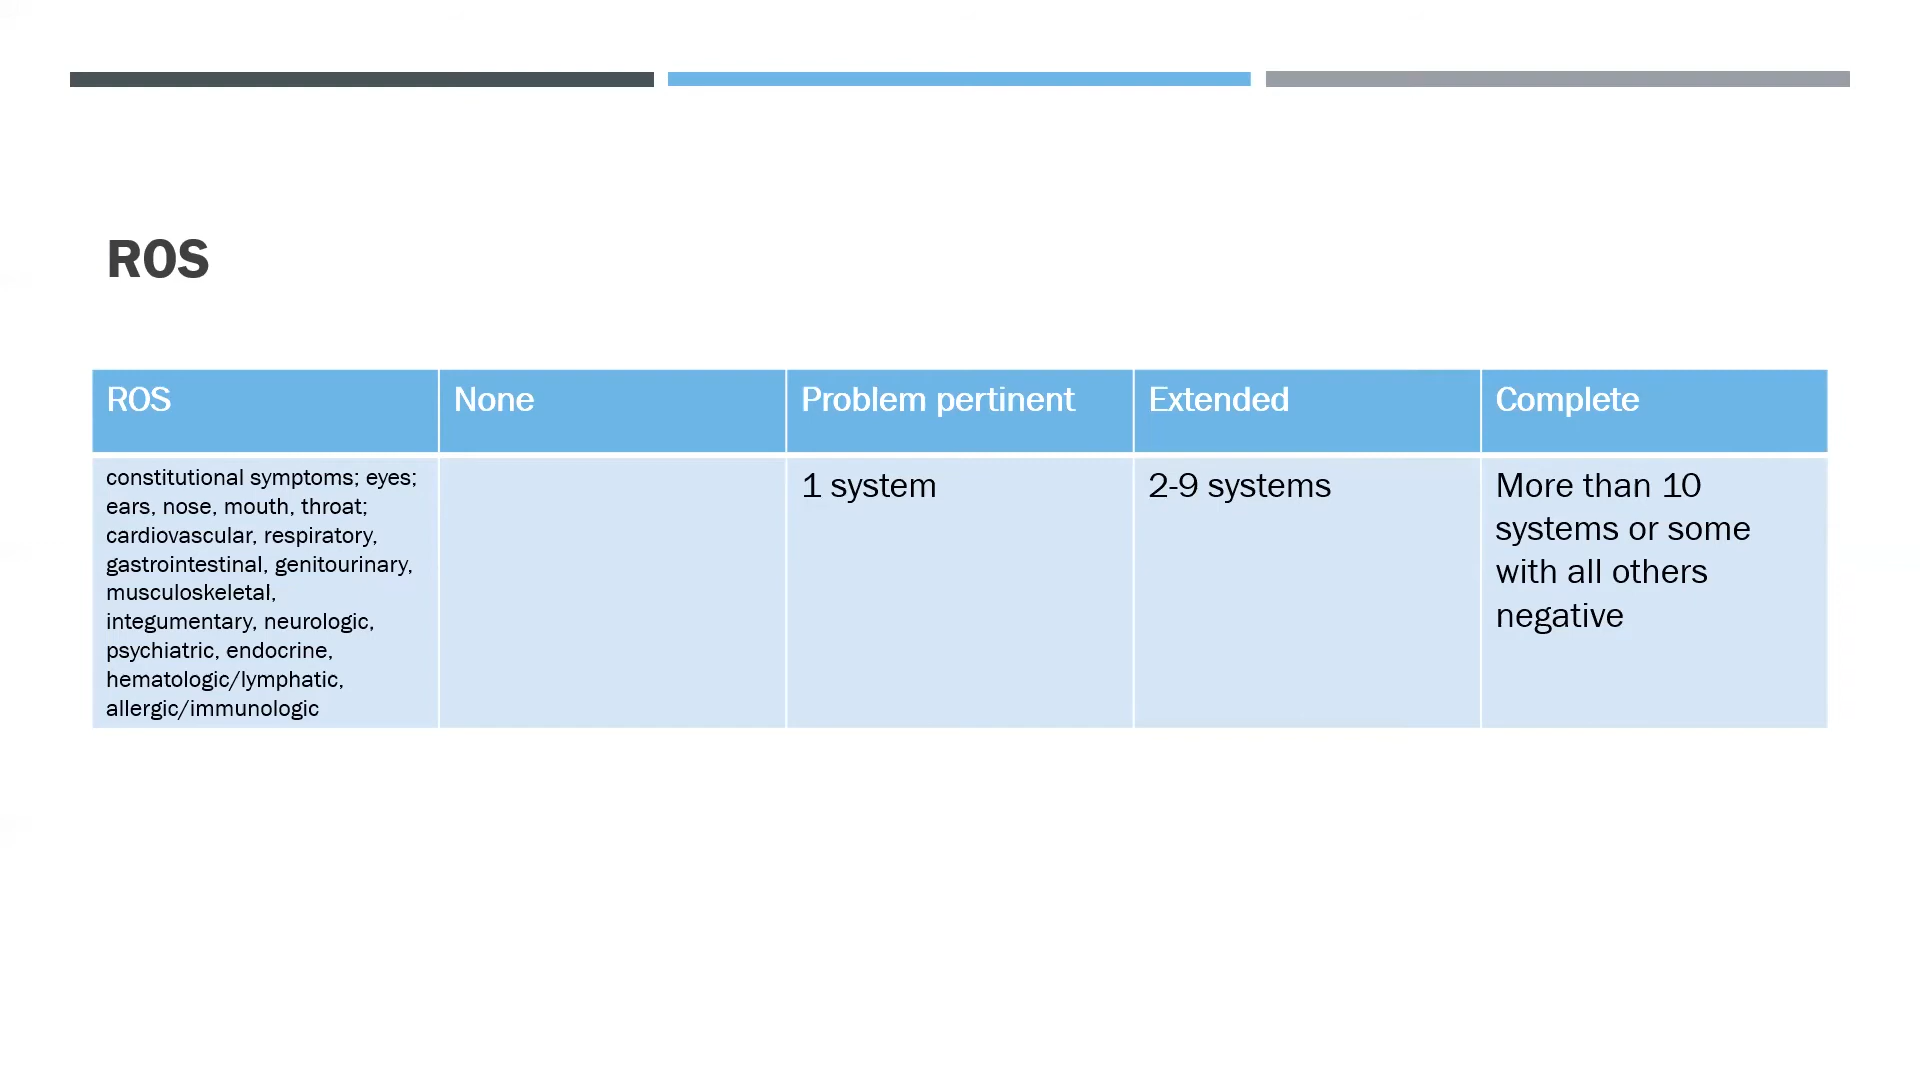 ROS
ROS
None
Problem pertinent
Extended
Complete
constitutional symptoms; eyes;
ears, nose, mouth, throat;
cardiovascular, respiratory,
gastrointestinal, genitourinary,
musculoskeletal,
integumentary, neurologic,
psychiatric, endocrine,
hematologic/lymphatic,
allergic/immunologic
1 system
2-9 systems
More than 10
systems or some
with all others
negative